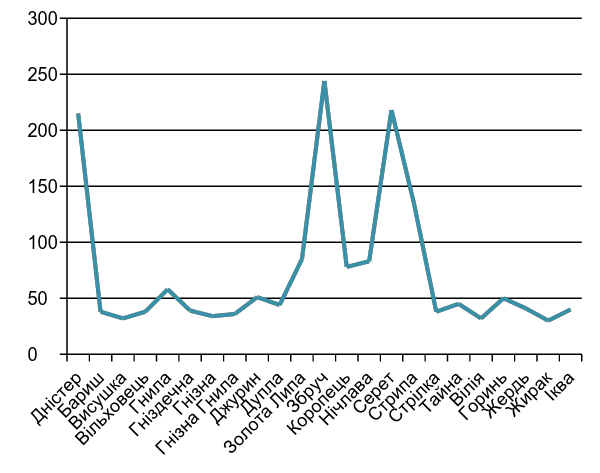 300
250
200
150
100
50
0
Дністер
Бариш
Висушка
Вільховець
Гнила
Гніздечна
Гнізна
Гнізна Гнила
Джурин
Дупла
Золота Липа
Збруч
Коропець
Нічлава
Серет
Стрипа
Стрілка
Тайна
Вілія
Горинь
Жердь
Жирак
Іква